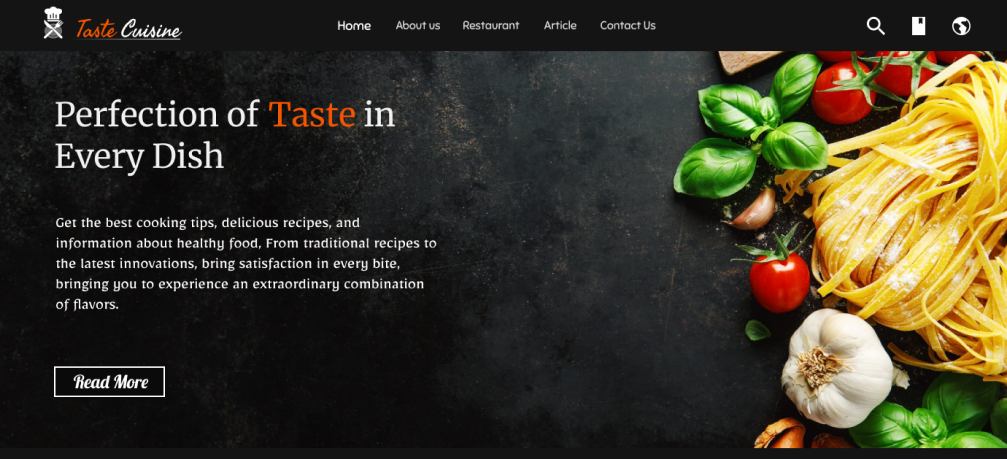 Taste Cuisine
Home About us Restaurant Article Contact Us
Perfection of Taste in
Every Dish
Get the best cooking tips, delicious recipes, and
information about healthy food, From traditional recipes to
the latest innovations, bring satisfaction in every bite,
bringing you to experience an extraordinary combination
of flavors.
Read More